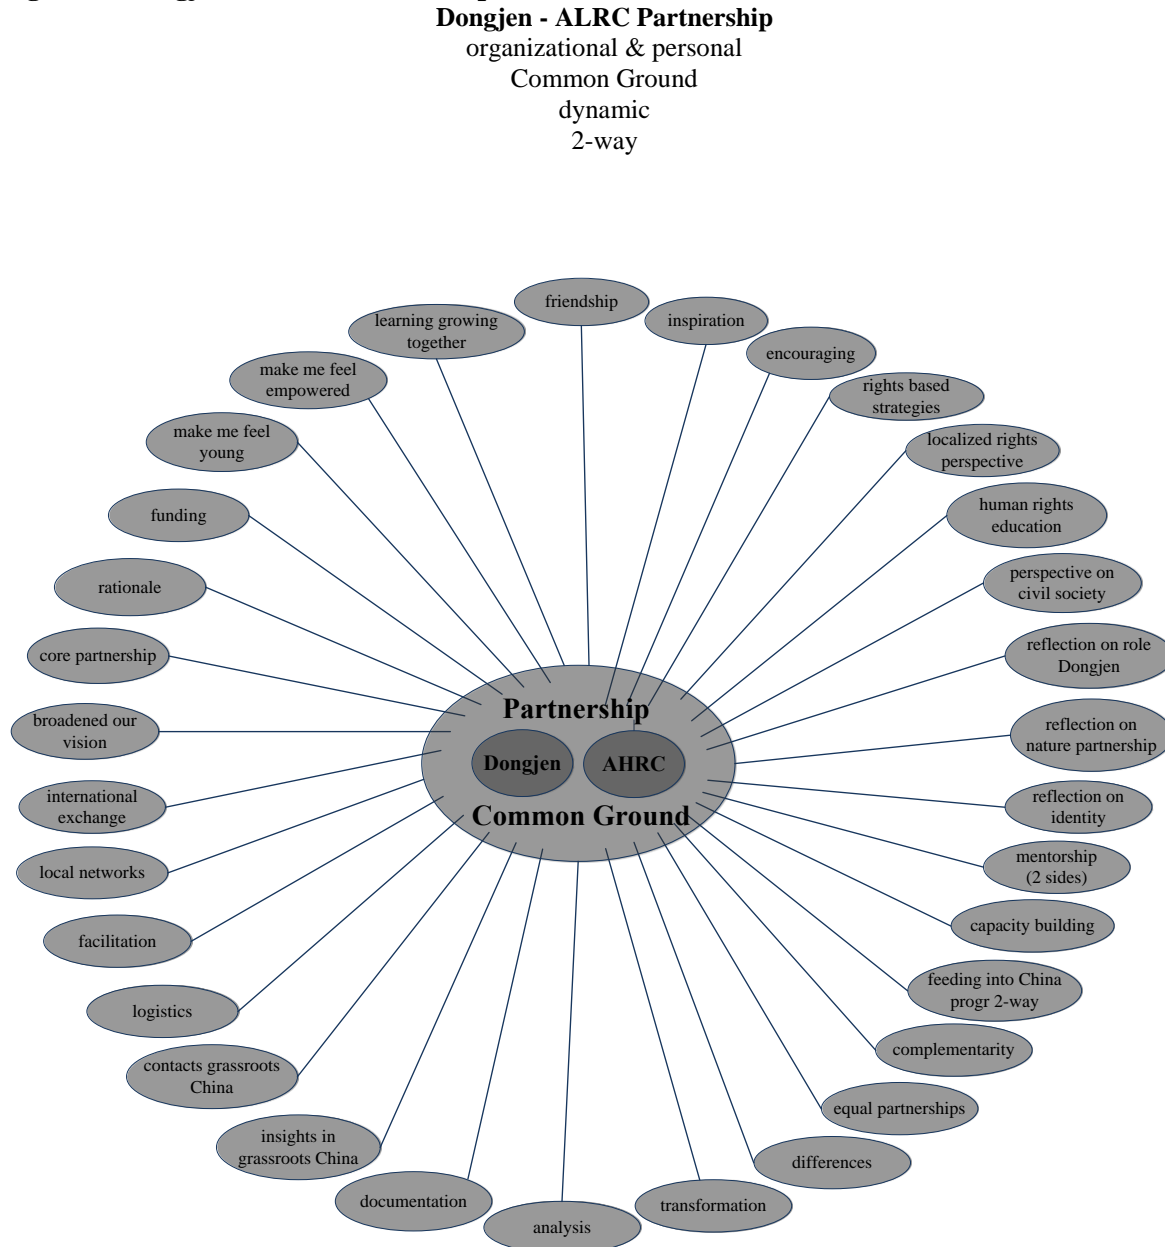 Dongjen - ALRC Partnership
organizational & personal
Common Ground
dynamic
2-way
friendship
inspiration
learning growing
together
encouraging
make me feel
empowered
rights based
strategies
make me feel
young
localized rights
perspective
funding
human rights
education
rationale
perspective on
civil society
core partnership
reflection on role
Dongjen
broadened our
vision
reflection on
nature partnership
Partnership
Dongjen
AHRC
Common Ground
international
exchange
reflection on
identity
local networks
mentorship
(2 sides)
facilitation
capacity building
logistics
feeding into China
progr 2-way
contacts grassroots
China
complementarity
insights in
grassroots China
equal partnerships
documentation
differences
analysis
transformation